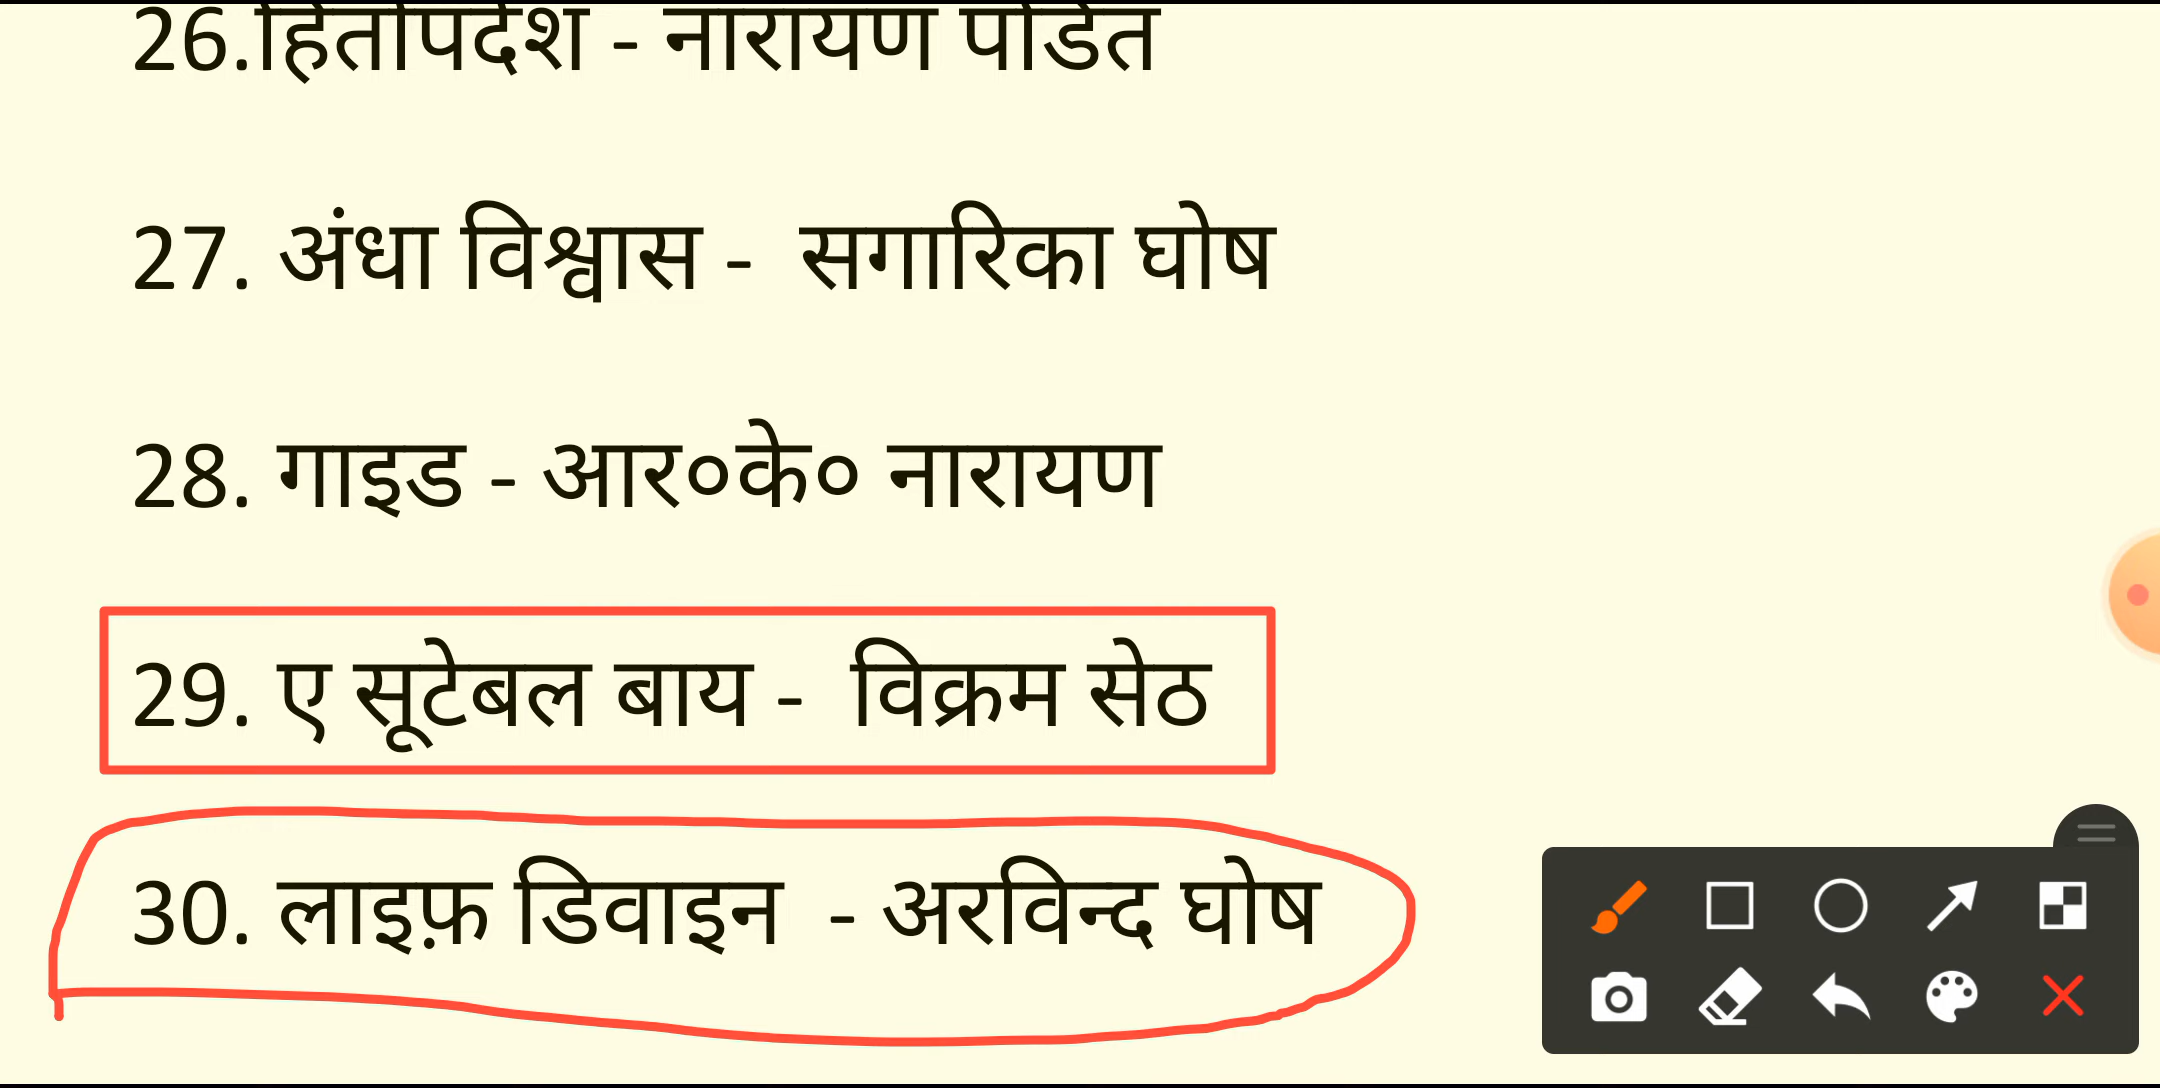 26.हितोपदेश - नारायण पंडित
27. अंधा विश्वास -  सगारिका घोष
28. गाइड - आर०के० नारायण
29. ए सूटेबल बाय -  विक्रम सेठ
30. लाइफ़ डिवाइन  - अरविन्द घोष